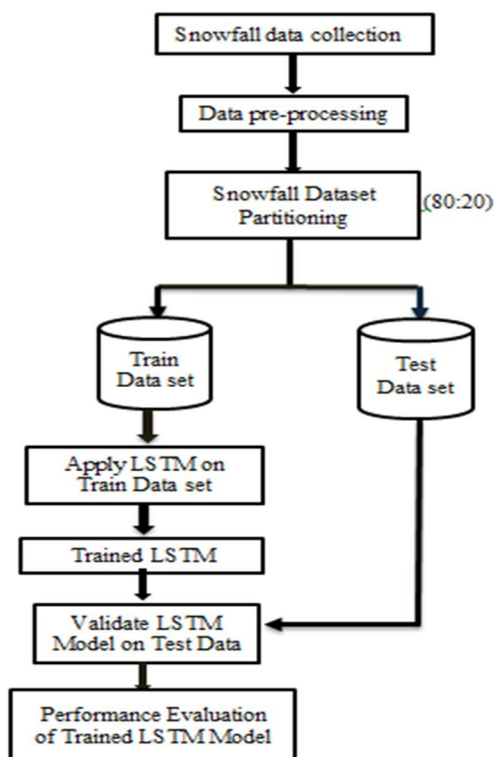 Snowfall data collection
Data pre-processing
Snowfall Dataset
Partitioning
(80:20)
Train
Data set
Test
Data set
Apply LSTM on
Train Data set
Trained LSTM
Validate LSTM
Model on Test Data
Performance Evaluation
of Trained LSTM Model